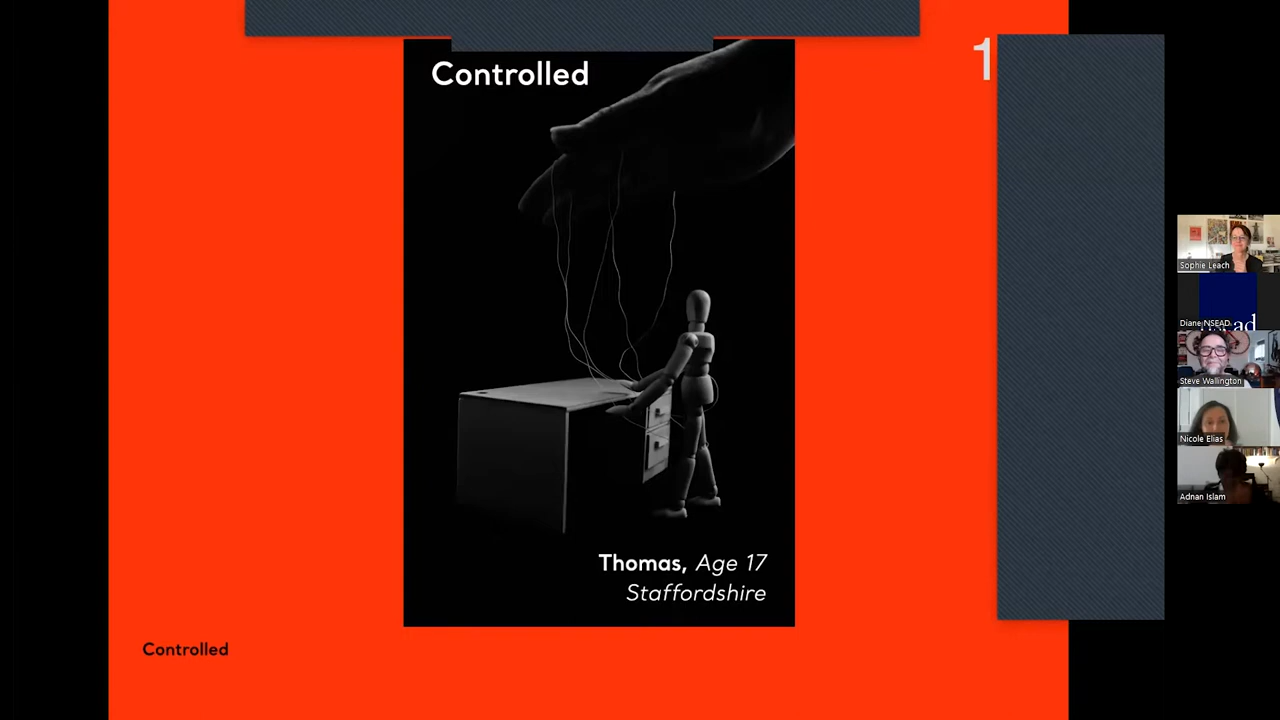 Controlled
1
Thomas, Age 17
Staffordshire
Controlled
Sophie Leach
Diane NSEAD
Steve Wallington
Nicole Elias
Adnan Islam